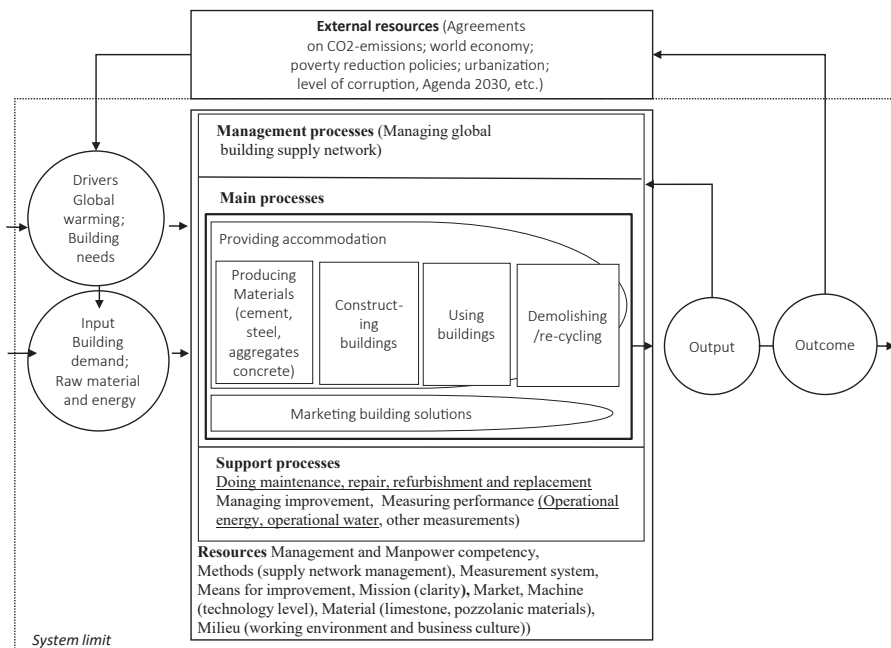 External resources (Agreements
on CO2-emissions; world economy;
poverty reduction policies; urbanization;
level of corruption, Agenda 2030, etc.)
Management processes (Managing global
building supply network)
Drivers
Global
warming;
Building
needs
Input
Building
demand;
Raw material
and energy
Main processes
Providing accommodation
Producing
Materials
(cement,
steel,
aggregates
concrete)
Construct-
ing
buildings
Using
buildings
Demolishing
/re-cycling
Marketing building solutions
Output
Outcome
Support processes
Doing maintenance, repair, refurbishment and replacement
Managing improvement, Measuring performance (Operational
energy, operational water, other measurements)
Resources Management and Manpower competency,
Methods (supply network management), Measurement system,
Means for improvement, Mission (clarity), Market, Machine
(technology level), Material (limestone, pozzolanic materials),
Milieu (working environment and business culture))
System limit